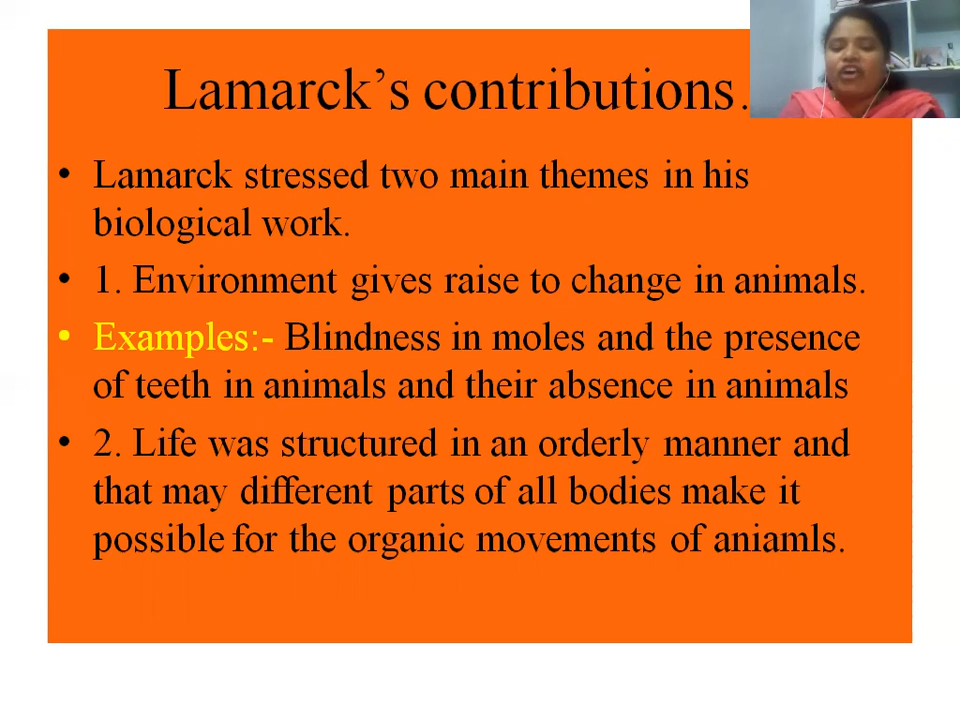 Lamarck’s contributions.
• Lamarck stressed two main themes in his
biological work.
• 1. Environment gives raise to change in animals.
• Examples:- Blindness in moles and the presence
of teeth in animals and their absence in animals
• 2. Life was structured in an orderly manner and
that may different parts of all bodies make it
possible for the organic movements of aniamls.